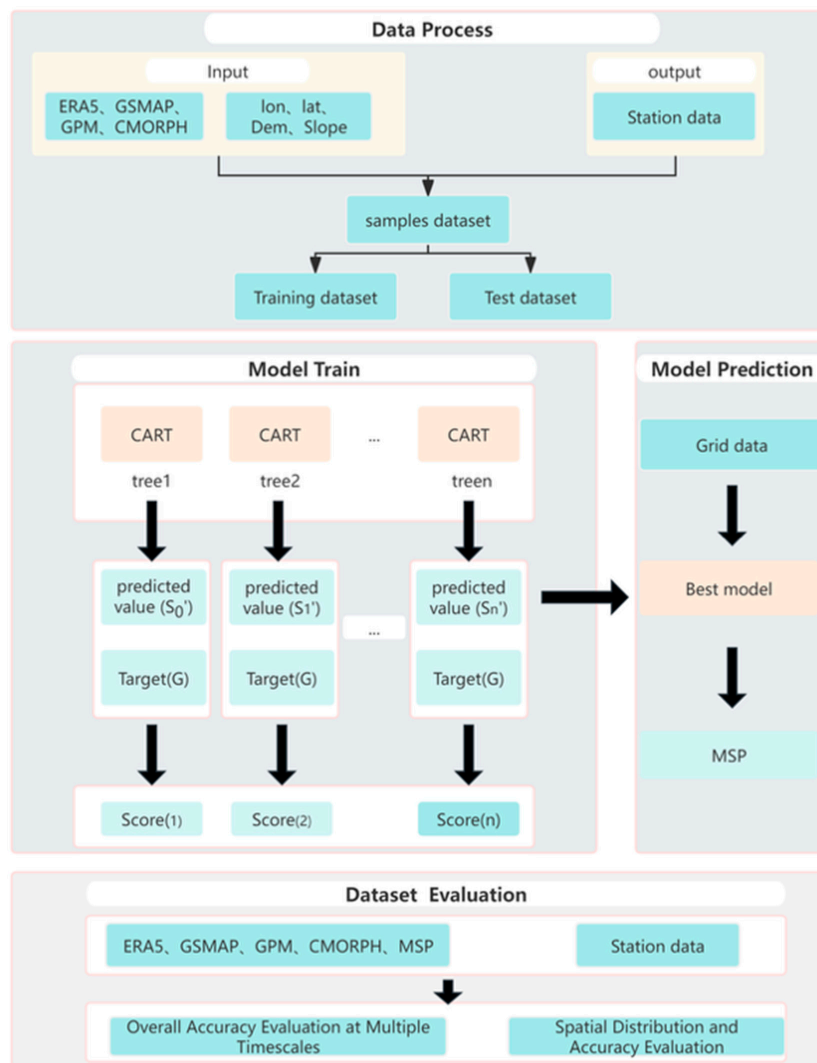 Data Process
Input
output
ERA5、GSMAP、
GPM、CMORPH
lon、lat、
Dem、Slope
Station data
samples dataset
Training dataset
Test dataset
Model Train
CART
CART
...
CART
tree1
tree2
treen
predicted
value (S0')
predicted
value (S1')
...
predicted
value (Sn')
Target(G)
Target(G)
Target(G)
Score(1)
Score(2)
Score(n)
Model Prediction
Grid data
Best model
MSP
Dataset Evaluation
ERA5、GSMAP、GPM、CMORPH、MSP
Station data
Overall Accuracy Evaluation at Multiple
Timescales
Spatial Distribution and
Accuracy Evaluation